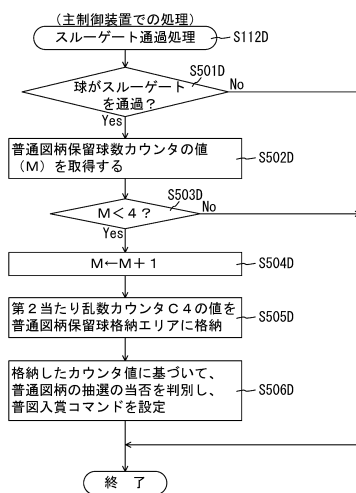 (主制御装置での処理)
スルーゲート通過処理
S112D
S501D
球がスルーゲート
を通過?
No
Yes
普通図柄保留球数カウンタの値
(M)を取得する
S502D
S503D
M<4?
No
Yes
M←M+1
S504D
第2当たり乱数カウンタC4の値を
普通図柄保留球格納エリアに格納
S505D
格納したカウンタ値に基づいて、
普通図柄の抽選の当否を判別し、
普図入賞コマンドを設定
S506D
終 了